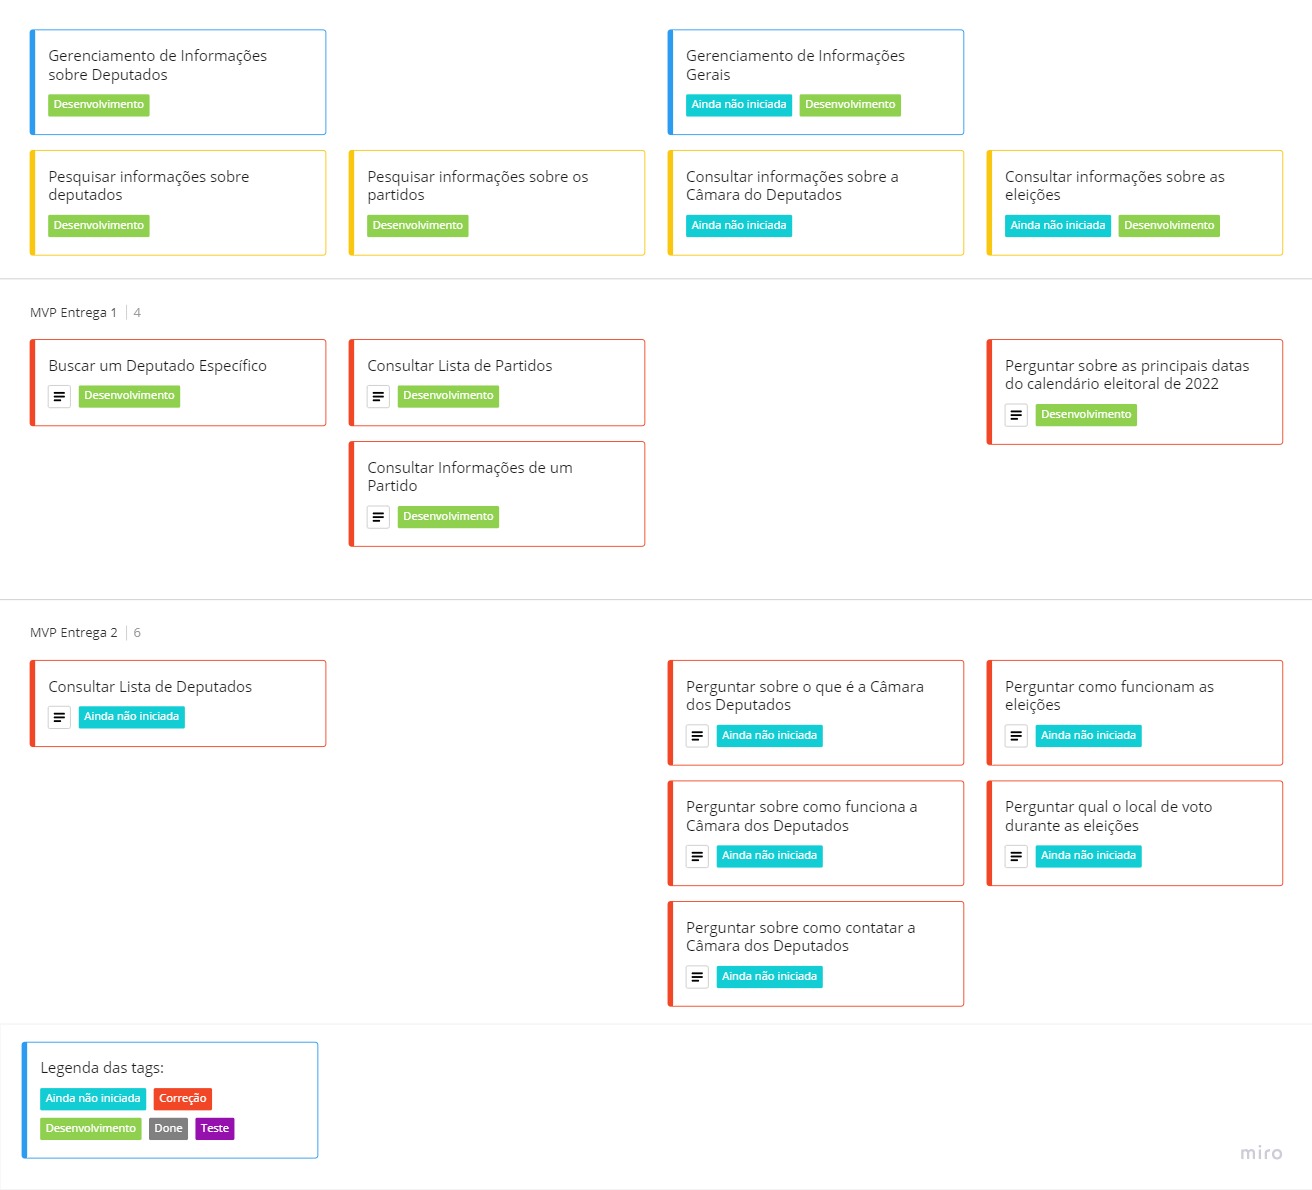 Gerenciamento de Informações
sobre Deputados
Desenvolvimento
Gerenciamento de Informações
Gerais
Ainda não iniciada Desenvolvimento
Pesquisar informações sobre
deputados
Desenvolvimento
Pesquisar informações sobre os
partidos
Desenvolvimento
Consultar informações sobre a
Câmara do Deputados
Ainda não iniciada
Consultar informações sobre as
eleições
Ainda não iniciada Desenvolvimento
MVP Entrega 1 | 4
Buscar um Deputado Específico
Desenvolvimento
Consultar Lista de Partidos
Desenvolvimento
Perguntar sobre as principais datas
do calendário eleitoral de 2022
Desenvolvimento
Consultar Informações de um
Partido
Desenvolvimento
MVP Entrega 2 | 6
Consultar Lista de Deputados
Ainda não iniciada
Perguntar sobre o que é a Câmara
dos Deputados
Ainda não iniciada
Perguntar como funcionam as
eleições
Ainda não iniciada
Perguntar sobre como funciona a
Câmara dos Deputados
Ainda não iniciada
Perguntar qual o local de voto
durante as eleições
Ainda não iniciada
Perguntar sobre como contatar a
Câmara dos Deputados
Ainda não iniciada
Legenda das tags:
Ainda não iniciada Correção
Desenvolvimento Done Teste
miro